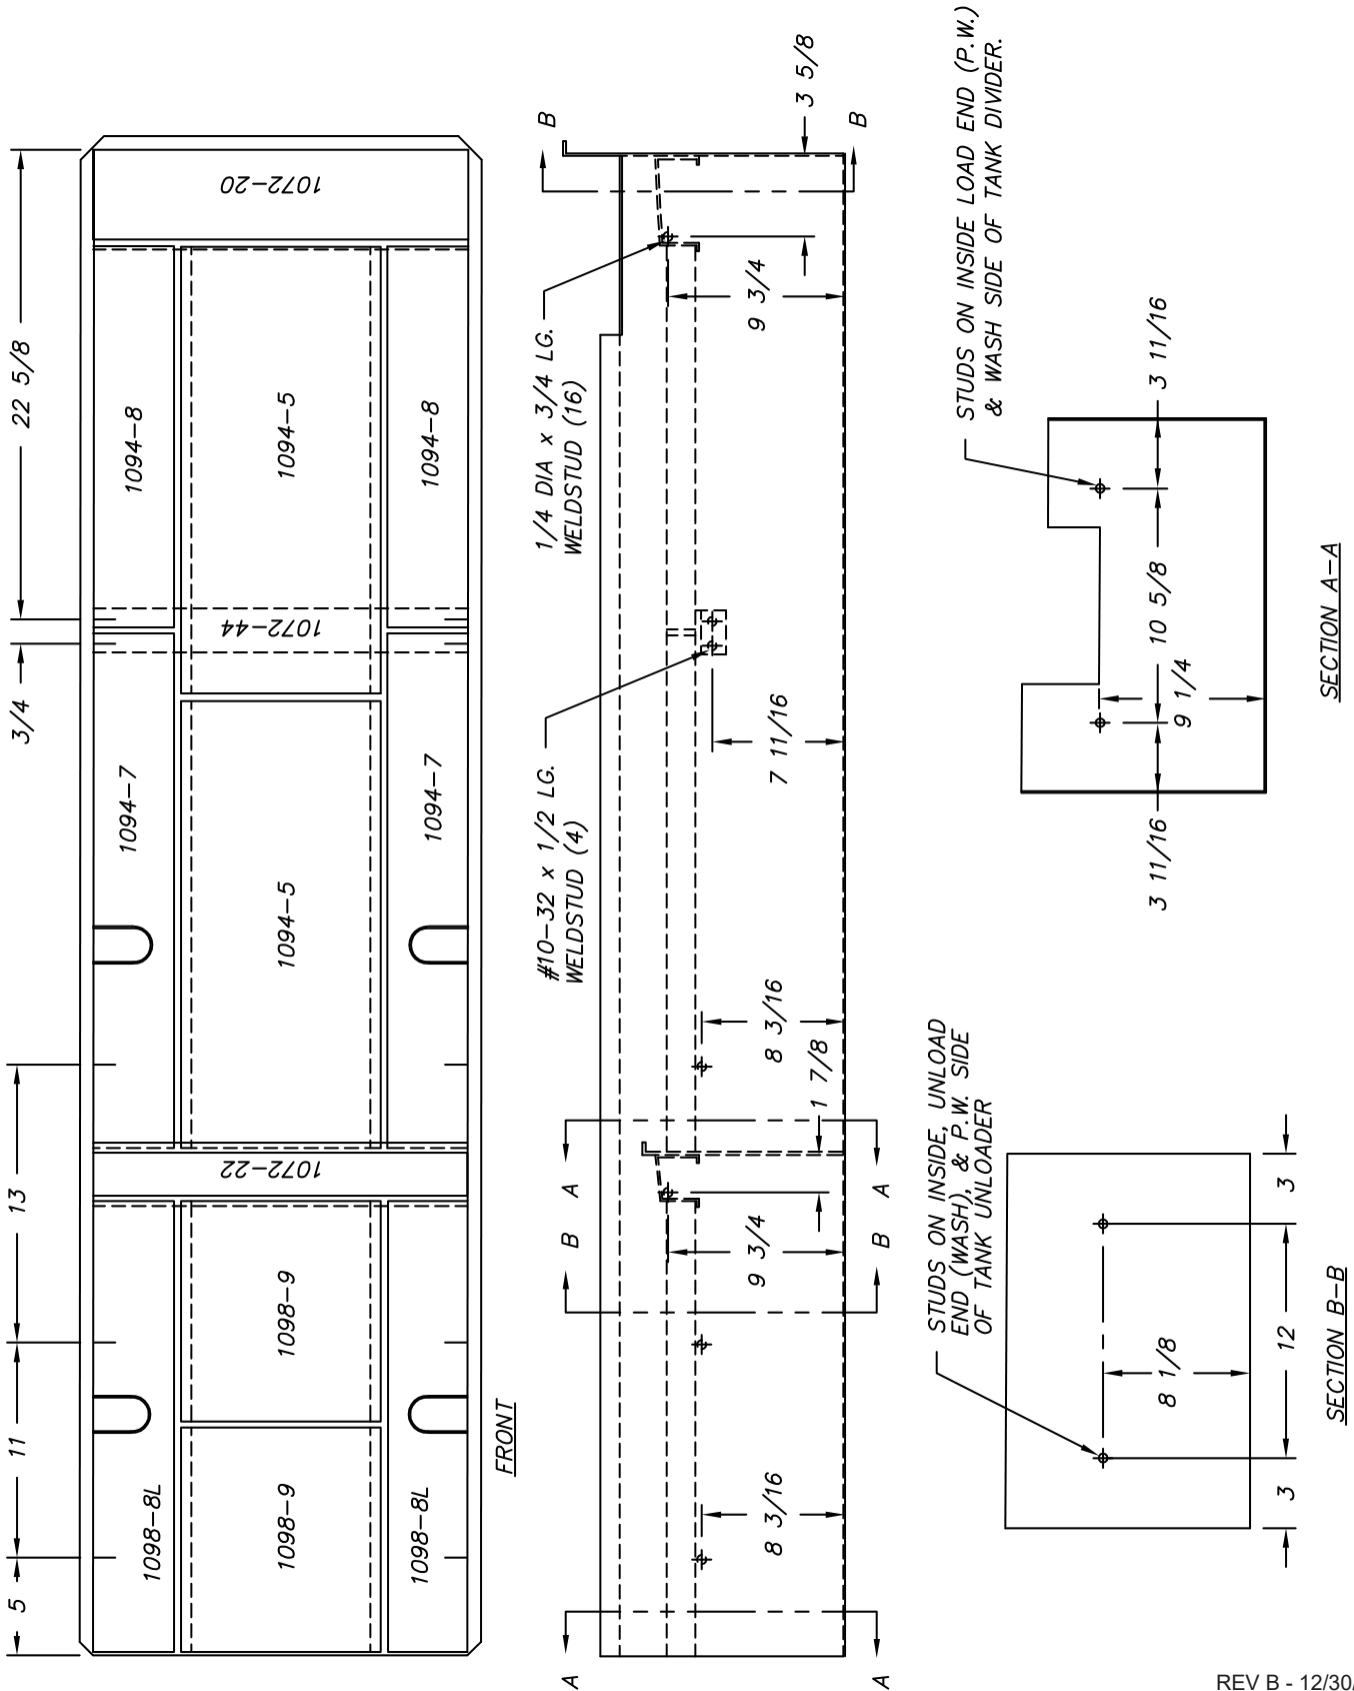 22 5/8
3/4
13
11
5
1072-20
1094-8
1094-5
1094-8
1072-44
1094-7
1094-5
1094-7
1072-22
1098-9
1098-8L
1098-9
1098-8L
FRONT
B
B
3 5/8
1/4 DIA x 3/4 LG.
WELDSTUD (16)
9 3/4
#10-32 x 1/2 LG.
WELDSTUD (4)
7 11/16
8 3/16
1 7/8
A
A
B
B
9 3/4
8 3/16
A
A
STUDS ON INSIDE LOAD END (P.W.)
& WASH SIDE OF TANK DIVIDER.
3 11/16
10 5/8
9 1/4
3 11/16
SECTION A-A
STUDS ON INSIDE, UNLOAD
END (WASH), & P.W. SIDE
OF TANK UNLOADER
3
12
8 1/8
3
SECTION B-B
REV B - 12/30/